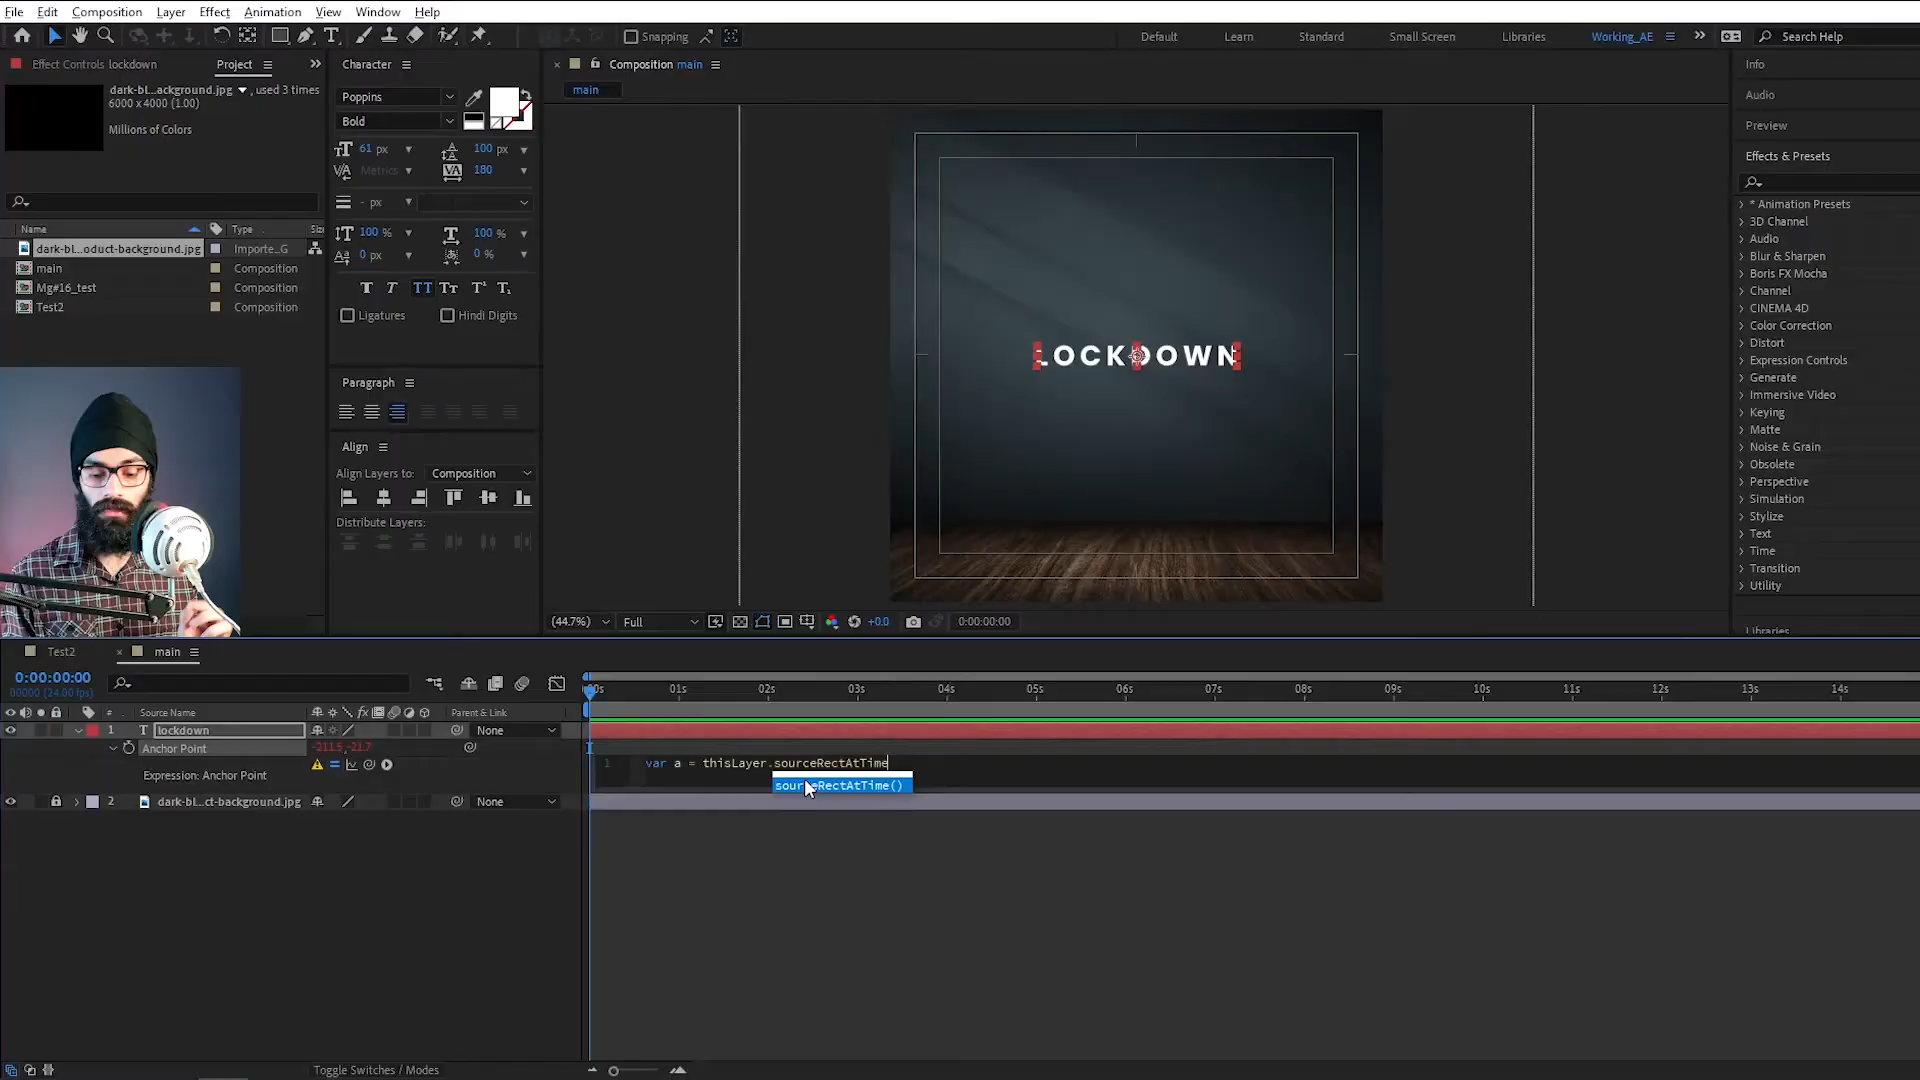 File Edit Composition Layer Effect Animation View Window Help
Snapping
Default Learn Standard Small Screen Libraries Working_AE Search Help
Effect Controls lockdown
Project
dark-bl...ackground.jpg , used 3 times
6000 x 4000 (1.00)
Millions of Colors
Name Type Siz
dark-bl...oduct-background.jpg Importe_G
main Composition
Mg#16_test Composition
Test2 Composition
Character
Poppins
Bold
61 px 100 px
Metrics 180
- px
100 % 100 %
0 px 0 %
Ligatures Hindi Digits
Paragraph
Align
Align Layers to: Composition
Distribute Layers:
Composition main
main
LOCKDOWN
(44.7%) Full +0.0 0:00:00:00
Info
Audio
Preview
Effects & Presets
* Animation Presets
3D Channel
Audio
Blur & Sharpen
Boris FX Mocha
Channel
CINEMA 4D
Color Correction
Distort
Expression Controls
Generate
Immersive Video
Keying
Matte
Noise & Grain
Obsolete
Perspective
Simulation
Stylize
Text
Time
Transition
Utility
Libraries
Test2 main
0:00:00:00
00000 (24.00 fps)
00s 01s 02s 03s 04s 05s 06s 07s 08s 09s 10s 11s 12s 13s 14s
# Source Name Parent & Link
1 T lockdown None
Anchor Point -211.5,-21.7
Expression: Anchor Point
1 var a = thisLayer.sourceRectAtTime
sourceRectAtTime()
2 dark-bl...ct-background.jpg None
Toggle Switches / Modes